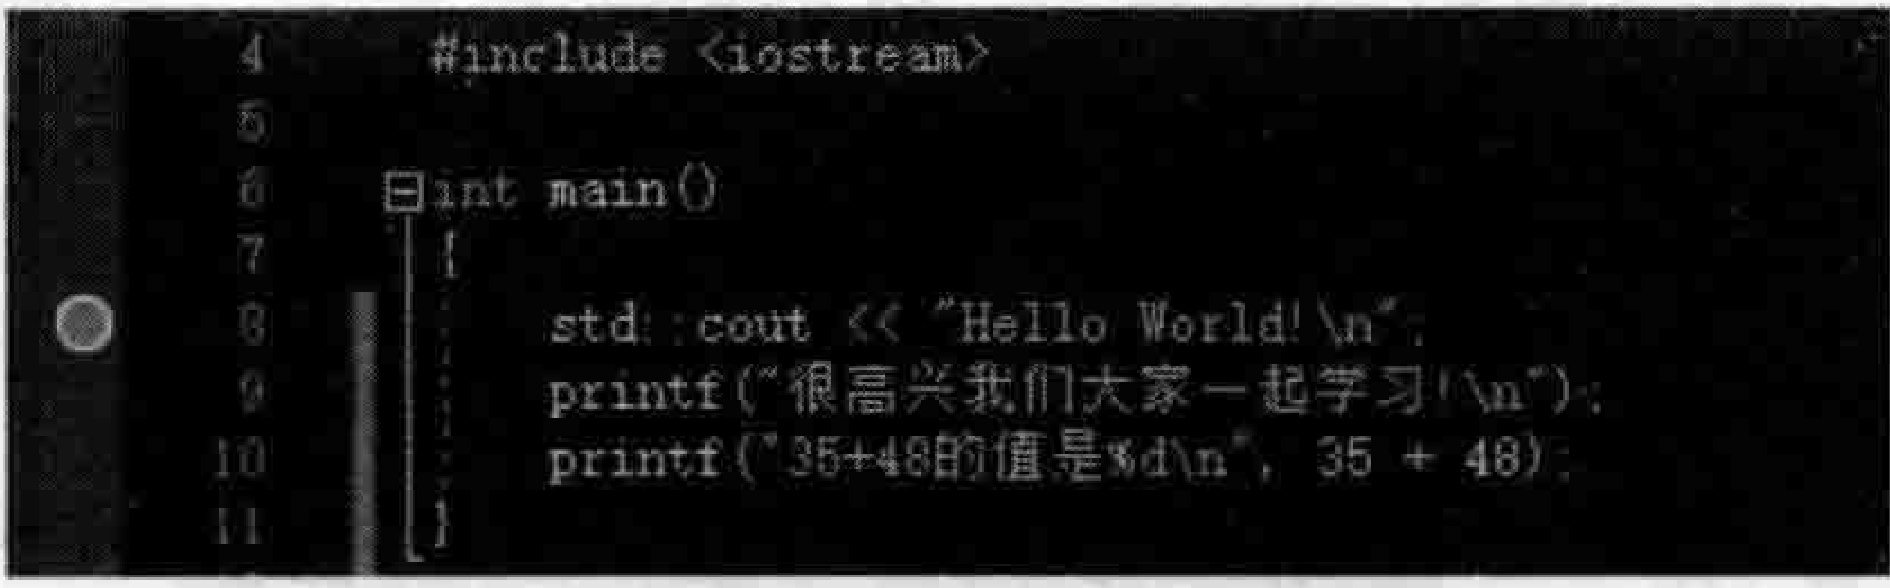 4 #include <iostream>
5
6 int main()
7 {
8 std::cout << "Hello World!\n";
9 printf("很高兴我们大家一起学习!\n");
10 printf("35+48的值是%d\n", 35 + 48);
11 }